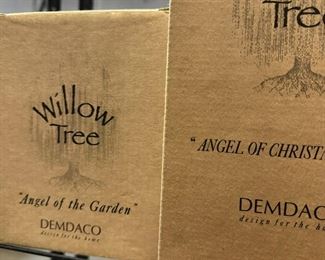 Willow
Tree
"Angel of the Garden"
DEMDACO
design for the home
Tree
"ANGEL OF CHRIST
DEMDACO
design for the